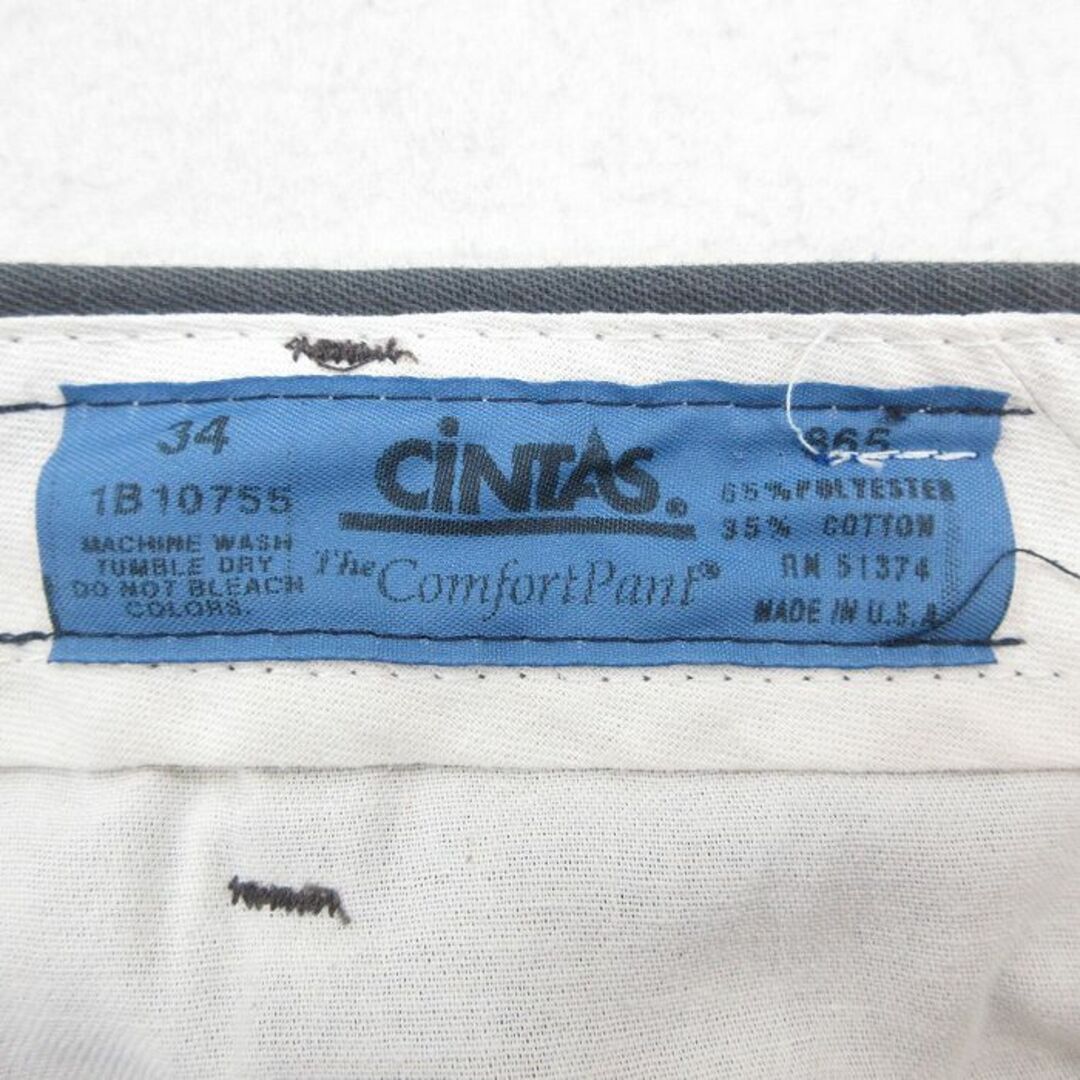 34
1B10755
MACHINE WASH
TUMBLE DRY
DO NOT BLEACH
COLORS.
CiNTAS®
The ComfortPant®
65% POLYESTER
35% COTTON
RN 51374
MADE IN U.S.A